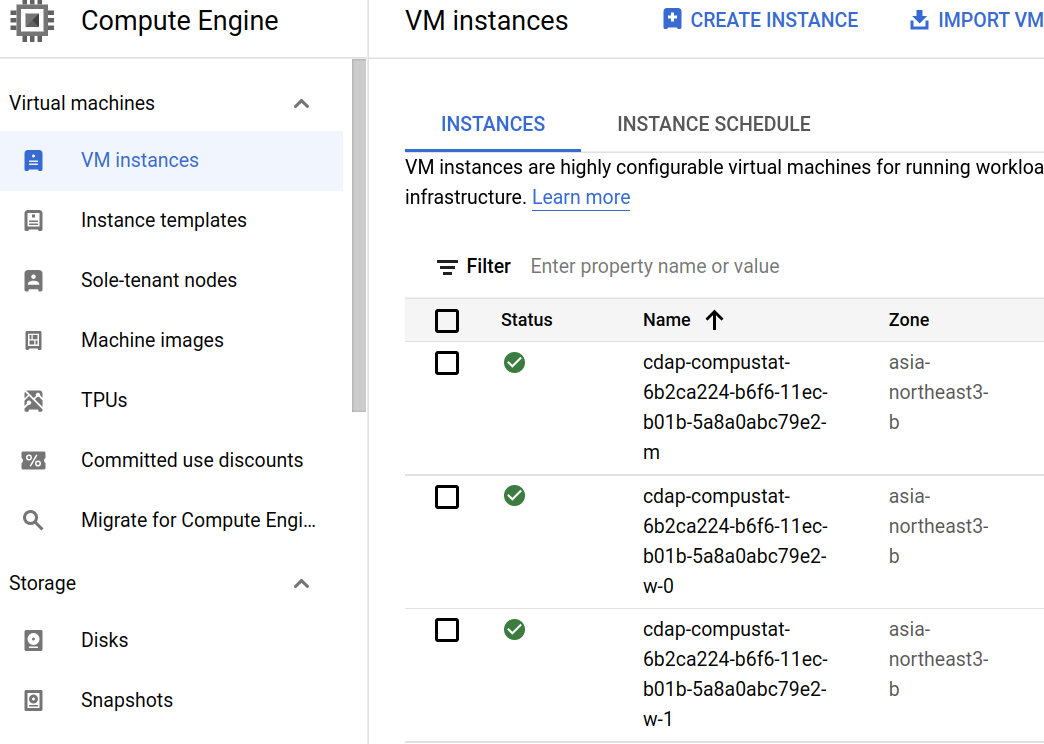 Compute Engine
VM instances
CREATE INSTANCE
IMPORT VM
Virtual machines
VM instances
Instance templates
Sole-tenant nodes
Machine images
TPUs
Committed use discounts
Migrate for Compute Engi...
Storage
Disks
Snapshots
INSTANCES
INSTANCE SCHEDULE
VM instances are highly configurable virtual machines for running workloa
infrastructure. Learn more
Filter Enter property name or value
Status Name Zone
cdap-compustat-
6b2ca224-b6f6-11ec-
b01b-5a8a0abc79e2-
m
asia-
northeast3-
b
cdap-compustat-
6b2ca224-b6f6-11ec-
b01b-5a8a0abc79e2-
w-0
asia-
northeast3-
b
cdap-compustat-
6b2ca224-b6f6-11ec-
b01b-5a8a0abc79e2-
w-1
asia-
northeast3-
b